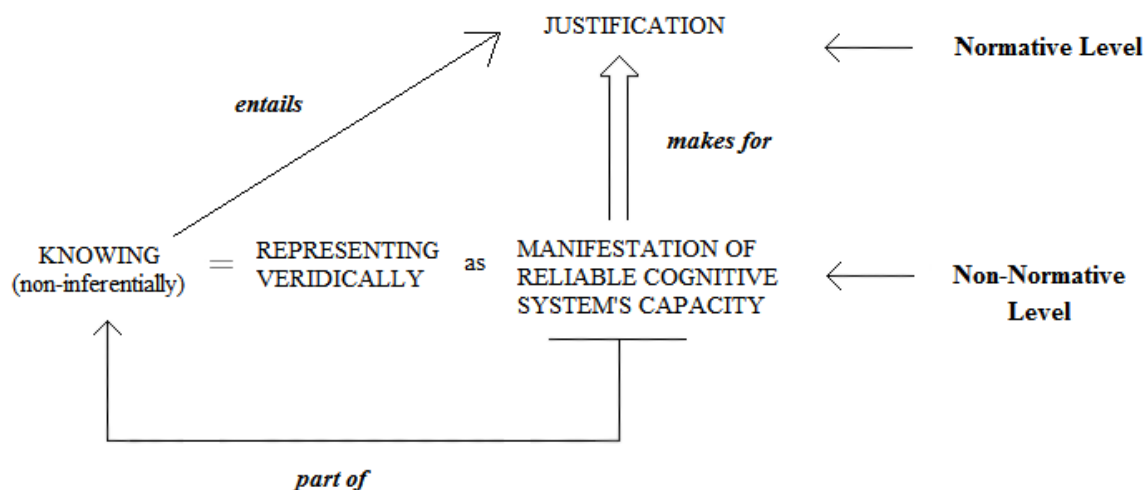 JUSTIFICATION
Normative Level
entails
makes for
KNOWING
(non-inferentially)
=
REPRESENTING
VERIDICALLY
as
MANIFESTATION OF
RELIABLE COGNITIVE
SYSTEM'S CAPACITY
Non-Normative
Level
part of